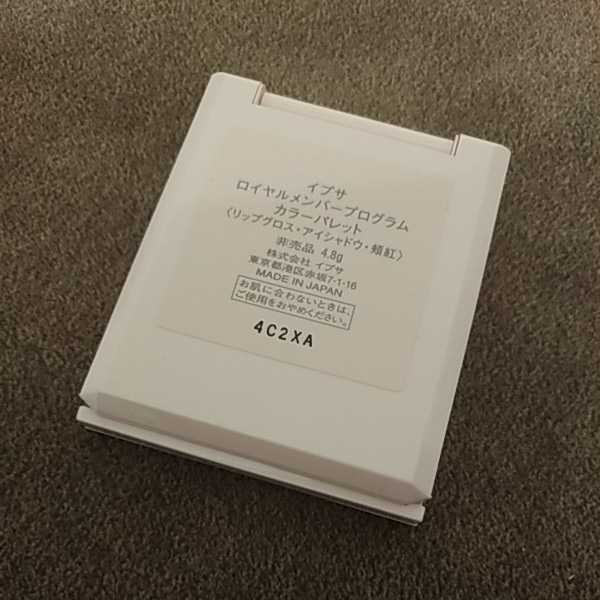 イプサ
ロイヤルメンバープログラム
カラーパレット
〈リップグロス・アイシャドウ・頬紅〉
非売品 4.8g
株式会社 イプサ
東京都港区赤坂7-1-16
MADE IN JAPAN
お肌に合わないときは、
ご使用をおやめください。
4C2XA